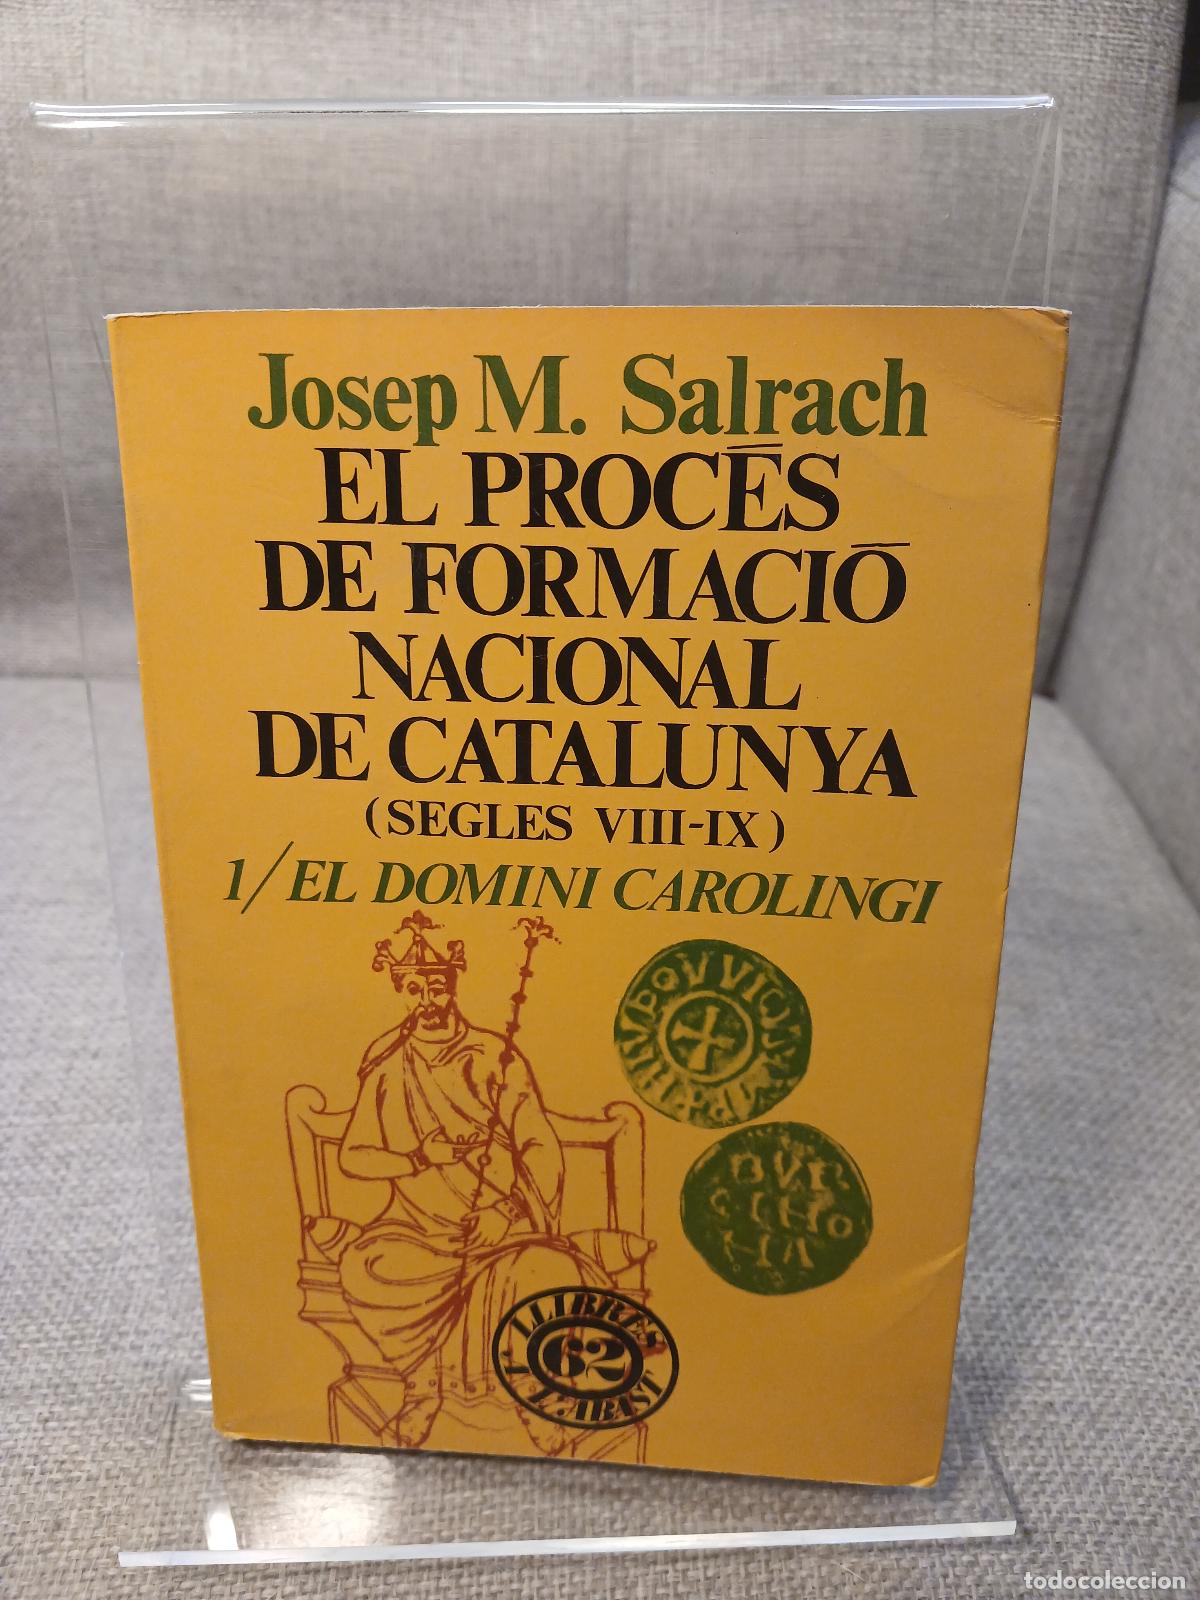 Josep M. Salrach
EL PROCÉS
DE FORMACIÓ
NACIONAL
DE CATALUNYA
(SEGLES VIII-IX)
1/EL DOMINI CAROLINGI
LLIBRES
62
A L'ABAST
todocoleccion